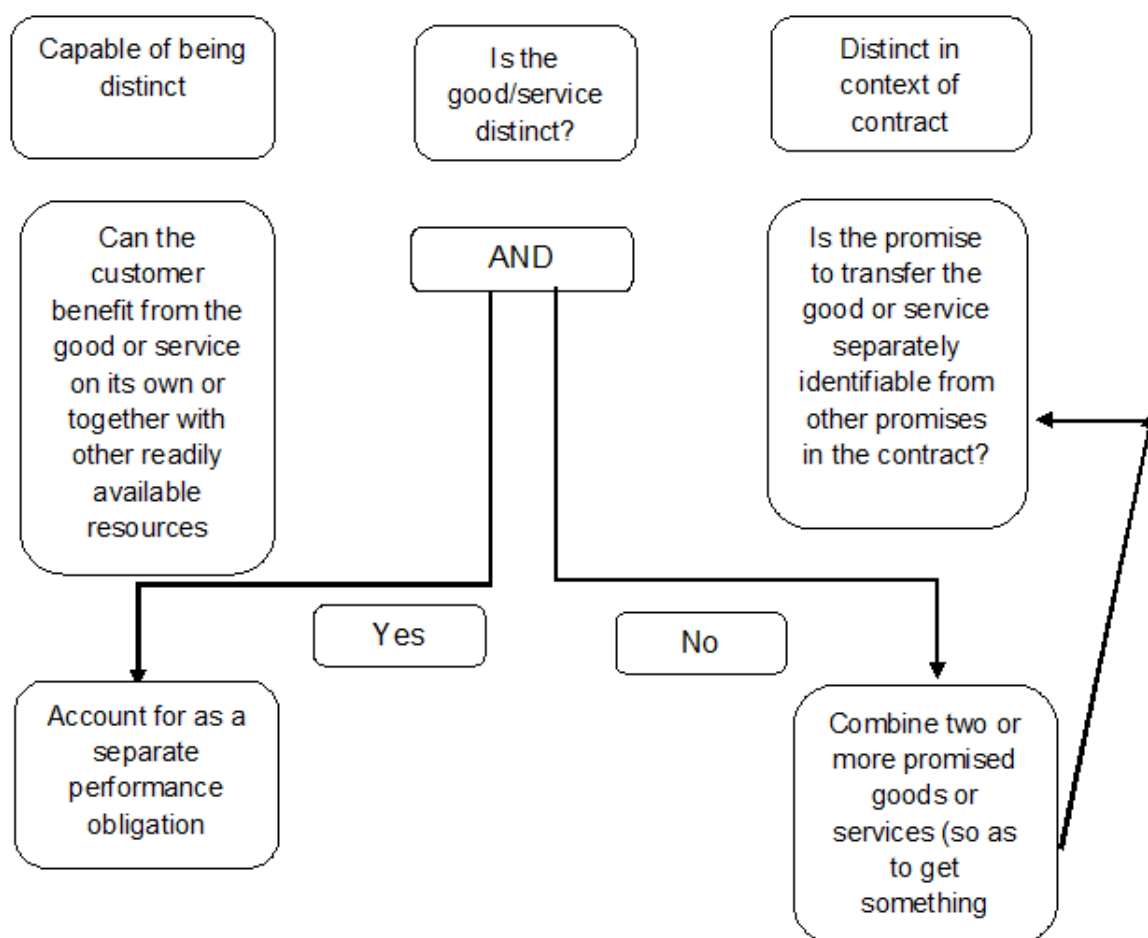 Capable of being
distinct
Is the
good/service
distinct?
Distinct in
context of
contract
Can the
customer
benefit from the
good or service
on its own or
together with
other readily
available
resources
AND
Is the promise
to transfer the
good or service
separately
identifiable from
other promises
in the contract?
Yes
No
Account for as a
separate
performance
obligation
Combine two or
more promised
goods or
services (so as
to get
something